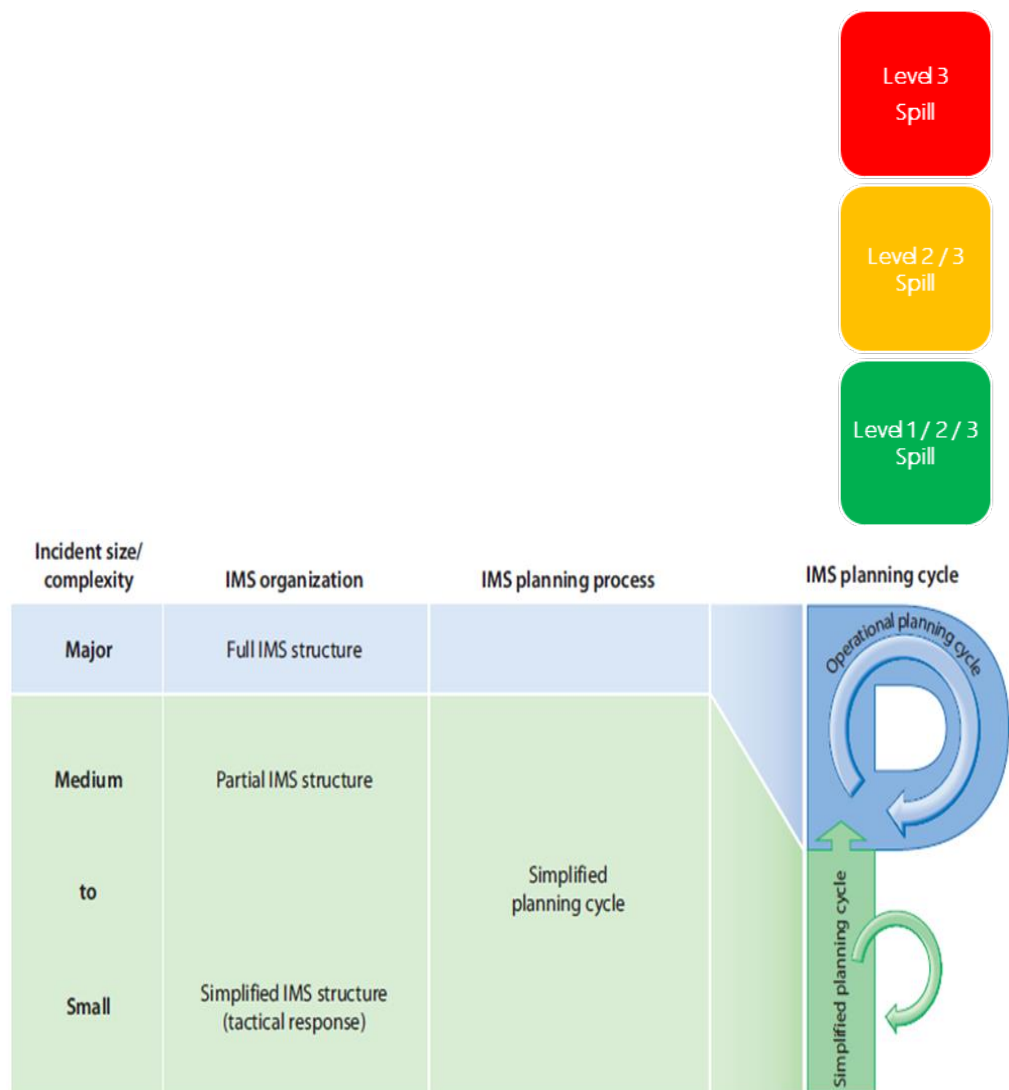 Level 3
Spill
Level 2 / 3
Spill
Level 1 / 2 / 3
Spill
Incident size/
complexity
IMS organization
IMS planning process
IMS planning cycle
Major
Full IMS structure
Operational planning cycle
Medium
Partial IMS structure
to
Simplified
planning cycle
Small
Simplified IMS structure
(tactical response)
Simplified planning cycle